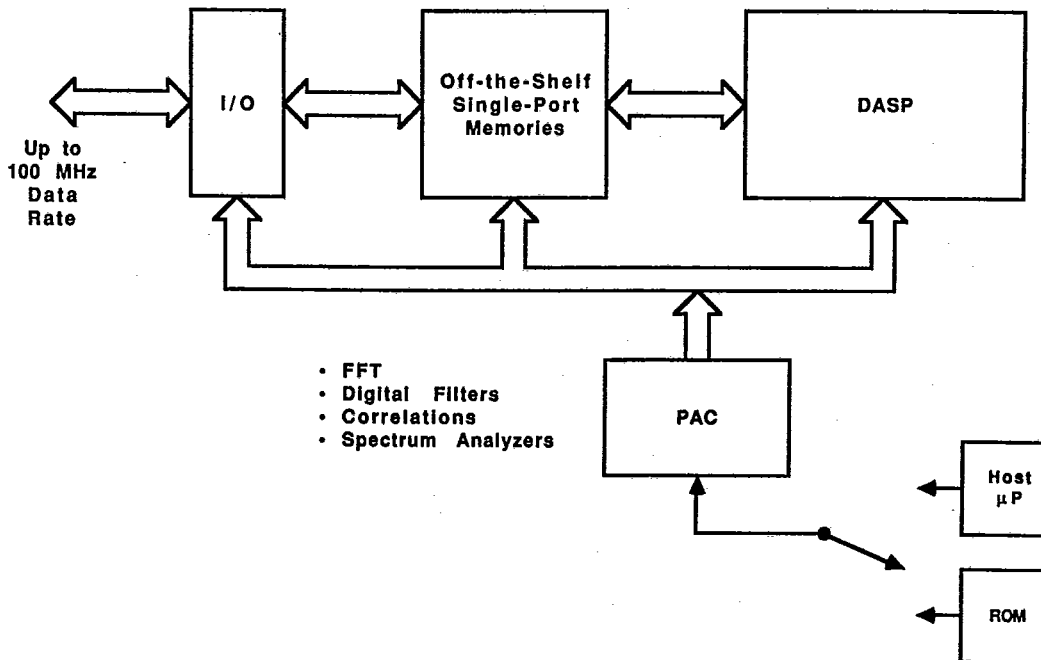 I/O
Off-the-Shelf
Single-Port
Memories
DASP
Up to
100 MHz
Data
Rate
• FFT
• Digital Filters
• Correlations
• Spectrum Analyzers
PAC
Host
µP
ROM